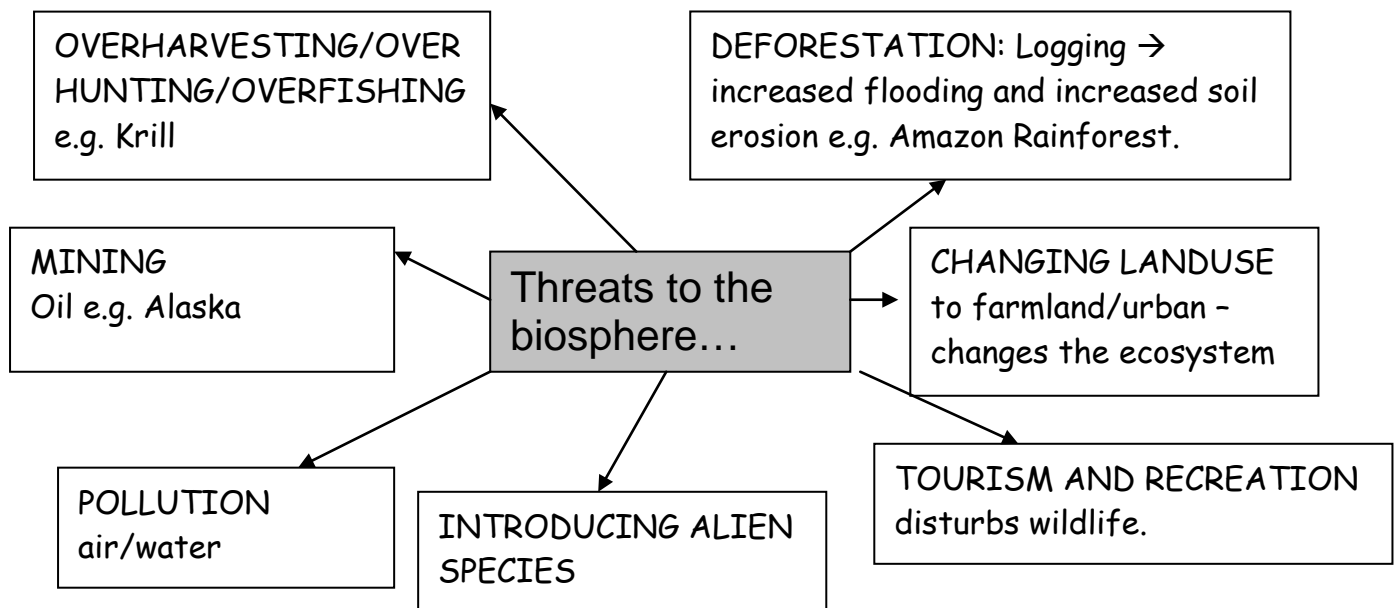 OVERHARVESTING/OVER
HUNTING/OVERFISHING
e.g. Krill
DEFORESTATION: Logging →
increased flooding and increased soil
erosion e.g. Amazon Rainforest.
MINING
Oil e.g. Alaska
Threats to the
biosphere…
CHANGING LANDUSE
to farmland/urban –
changes the ecosystem
POLLUTION
air/water
INTRODUCING ALIEN
SPECIES
TOURISM AND RECREATION
disturbs wildlife.